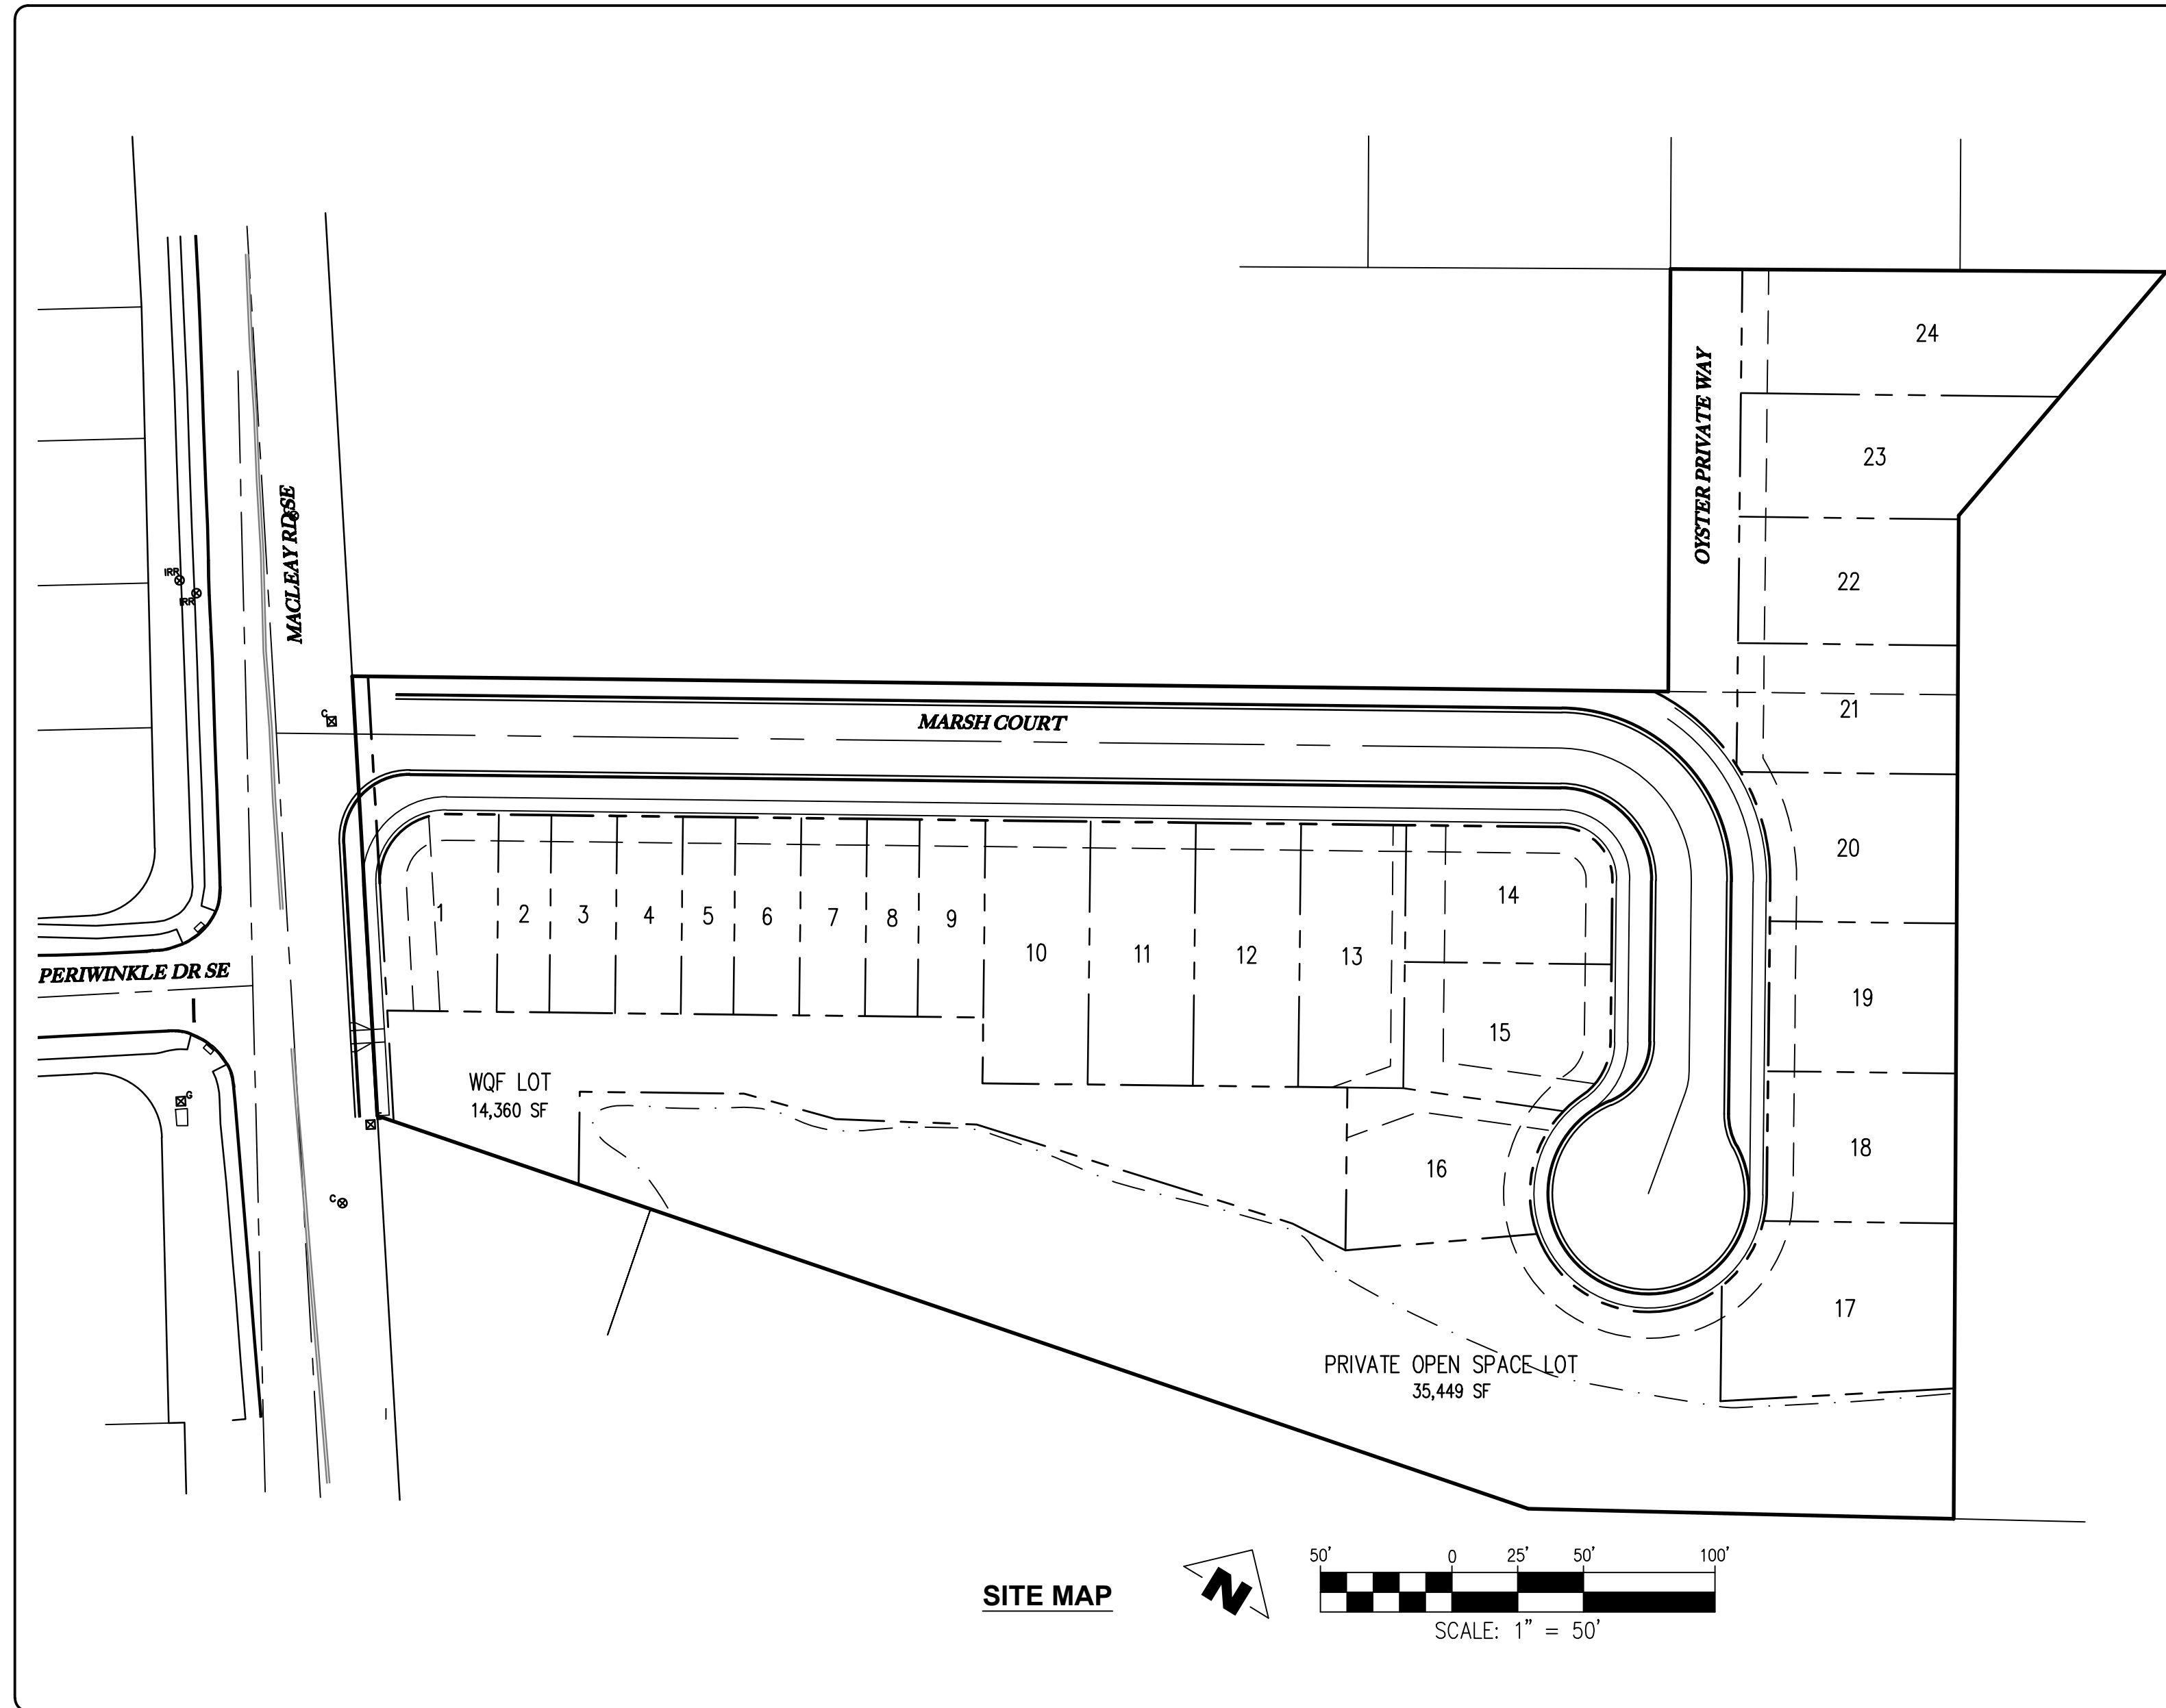 24
OYSTER PRIVATE WAY
23
MACLEAY RD SE
G
IRR
IRR
22
C
MARSH COURT
21
20
14
1
2
3
4
5
6
7
8
9
10
11
12
13
PERIWINKLE DR SE
19
15
WQF LOT
14,360 SF
G
18
16
C
17
PRIVATE OPEN SPACE LOT
35,449 SF
50' 0 25' 50' 100'
SITE MAP
N
SCALE: 1" = 50'